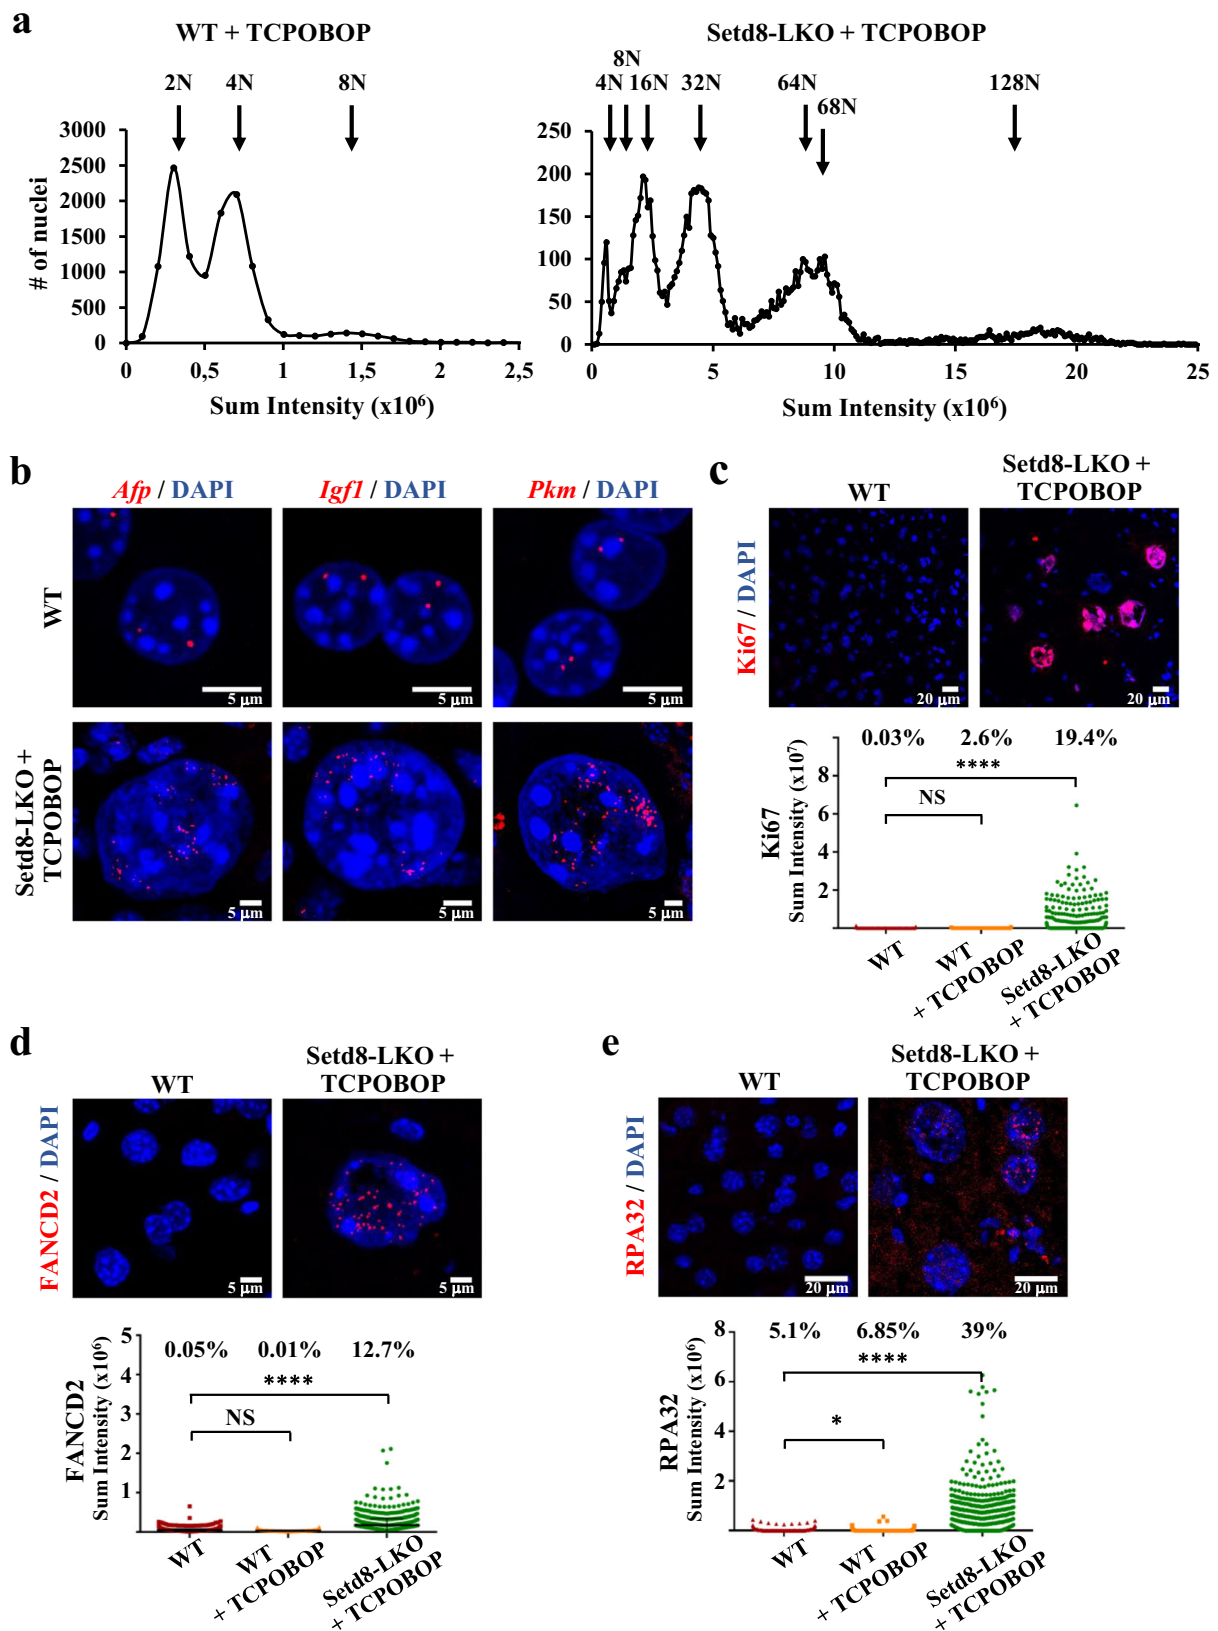 a
WT + TCPOBOP
Setd8-LKO + TCPOBOP
2N 4N 8N
8N
4N 16N 32N 64N 128N
68N
# of nuclei
3000
2500
2000
1500
1000
500
0
0 0,5 1 1,5 2 2,5
Sum Intensity (x10⁶)
250
200
150
100
50
0
0 5 10 15 20 25
Sum Intensity (x10⁶)
b
Afp / DAPI
Igf1 / DAPI
Pkm / DAPI
WT
5 μm
5 μm
5 μm
Setd8-LKO +
TCPOBOP
5 μm
5 μm
5 μm
c
WT
Setd8-LKO +
TCPOBOP
Ki67 / DAPI
20 μm
20 μm
0.03% 2.6% 19.4%
****
NS
Ki67
Sum Intensity (x10⁷)
8
6
4
2
WT
WT
+ TCPOBOP
Setd8-LKO
+ TCPOBOP
d
WT
Setd8-LKO +
TCPOBOP
FANCD2 / DAPI
5 μm
5 μm
0.05% 0.01% 12.7%
****
NS
FANCD2
Sum Intensity (x10⁶)
5
4
3
2
1
WT
WT
+ TCPOBOP
Setd8-LKO
+ TCPOBOP
e
WT
Setd8-LKO +
TCPOBOP
RPA32 / DAPI
20 μm
20 μm
5.1% 6.85% 39%
****
*
RPA32
Sum Intensity (x10⁶)
8
6
4
2
WT
WT
+ TCPOBOP
Setd8-LKO
+ TCPOBOP